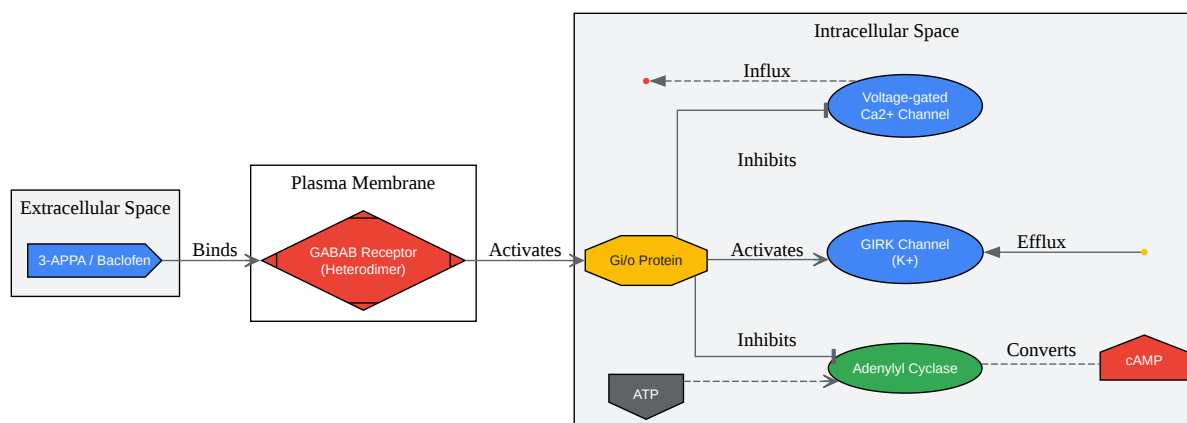 Intracellular Space
Influx
Voltage-gated
Ca2+ Channel
Inhibits
Plasma Membrane
Extracellular Space
3-APPA / Baclofen
Binds
GABAB Receptor
(Heterodimer)
Activates
Gi/o Protein
Activates
GIRK Channel
(K+)
Efflux
Inhibits
Adenylyl Cyclase
Converts
cAMP
ATP